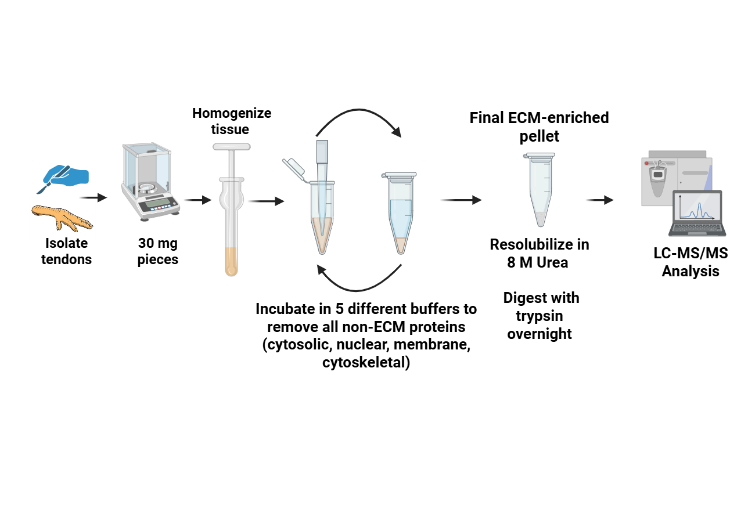 Homogenize
tissue
Final ECM-enriched
pellet
Isolate
tendons
30 mg
pieces
Incubate in 5 different buffers to
remove all non-ECM proteins
(cytosolic, nuclear, membrane,
cytoskeletal)
Resolubilize in
8 M Urea
Digest with
trypsin
overnight
LC-MS/MS
Analysis